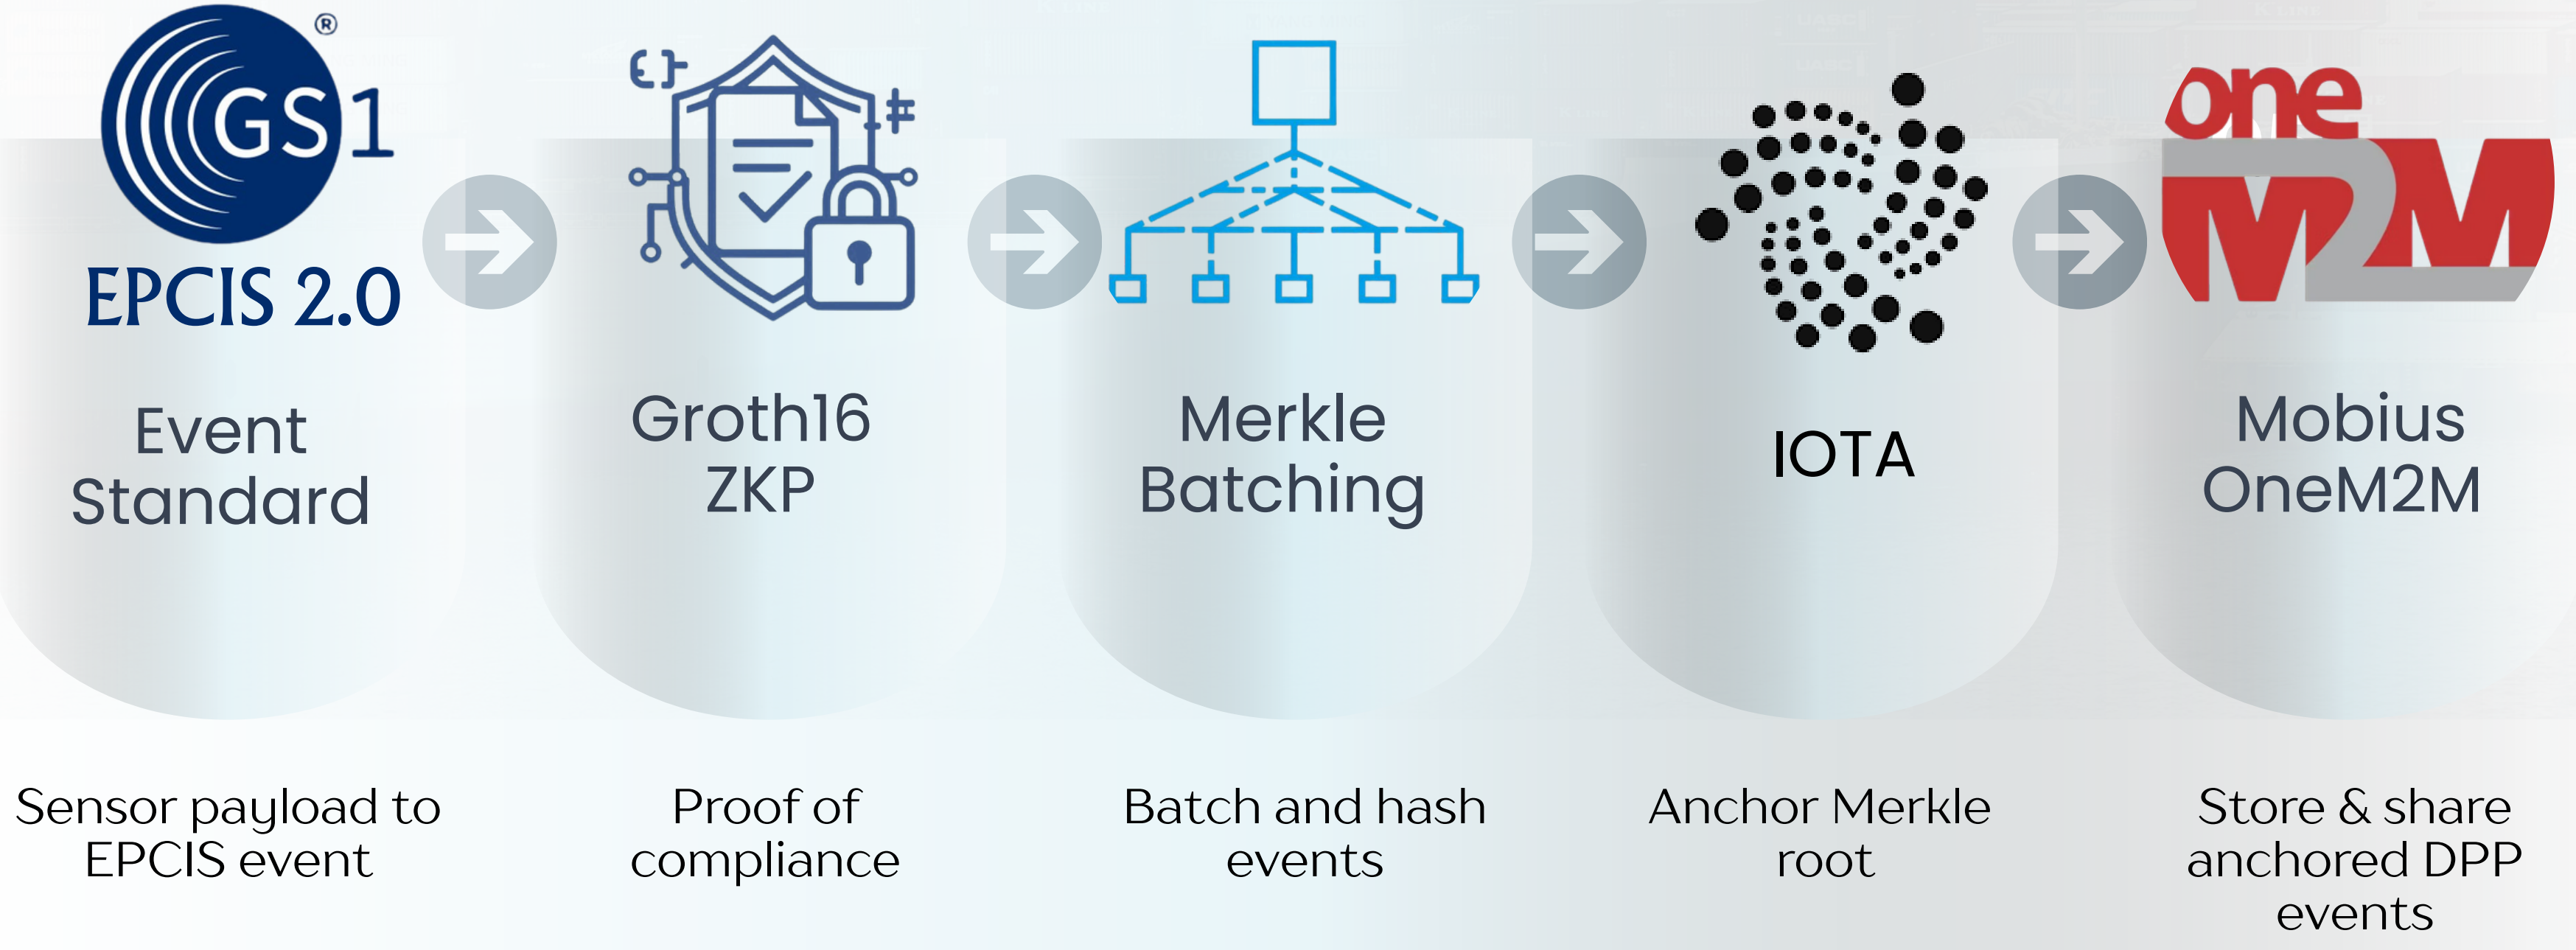 GS1®
EPCIS 2.0
Event
Standard
Sensor payload to
EPCIS event
Groth16
ZKP
Proof of
compliance
Merkle
Batching
Batch and hash
events
IOTA
Anchor Merkle
root
one
M2M
Mobius
OneM2M
Store & share
anchored DPP
events